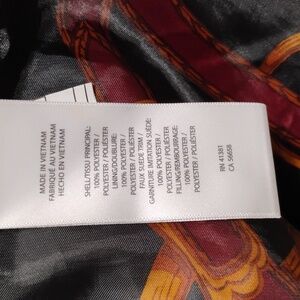 MADE IN VIETNAM
FABRIQUÉ AU VIETNAM
HECHO EN VIETNAM
SHELL/TISSU PRINCIPAL:
100% POLYESTER /
POLYESTER / POLIÉSTER
LINING/DOUBLURE:
100% POLYESTER /
POLYESTER / POLIÉSTER
FAUX SUEDE TRIM /
GARNITURE IMITATION SUÈDE:
100% POLYESTER /
POLYESTER / POLIÉSTER
FILLING/REMBOURRAGE:
100% POLYESTER /
POLYESTER / POLIÉSTER
RN 41381
CA 56618